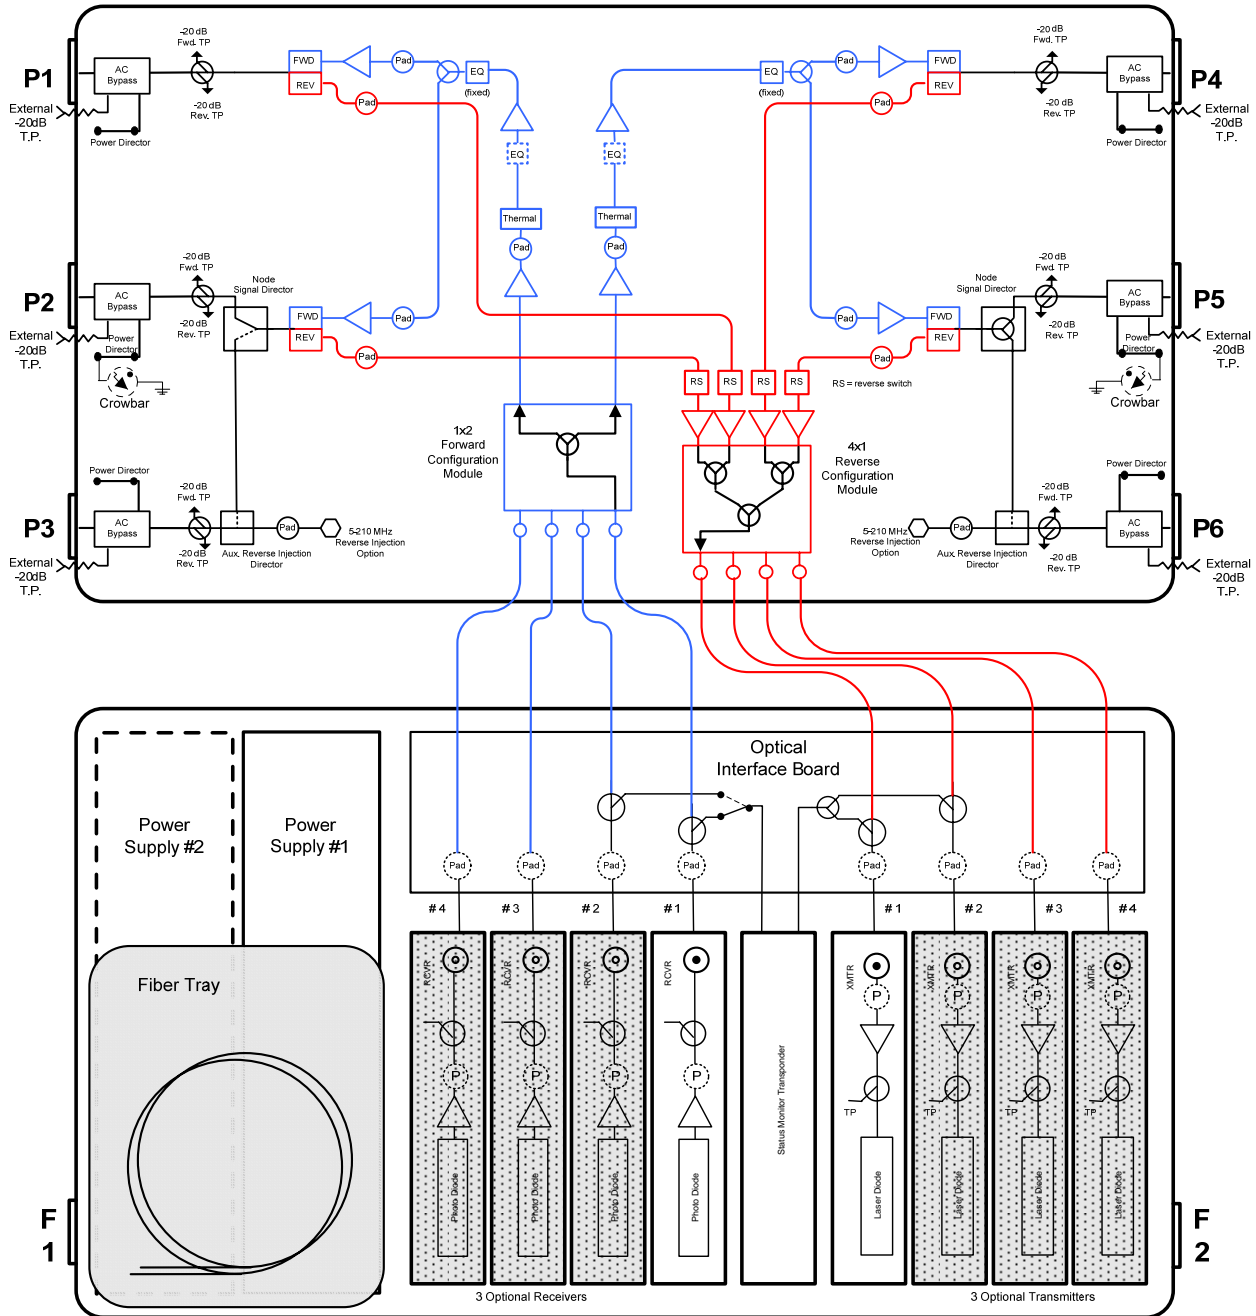 P1
External
-20dB
T.P.
AC
Bypass
Power Director
-20 dB
Fwd. TP
-20 dB
Rev. TP
FWD
REV
Pad
Pad
EQ
(fixed)
EQ
Thermal
Pad
EQ
(fixed)
EQ
Thermal
Pad
Pad
Pad
FWD
REV
-20 dB
Fwd. TP
-20 dB
Rev. TP
AC
Bypass
Power Director
P4
External
-20dB
T.P.
P2
External
-20dB
T.P.
AC
Bypass
Power
Director
Crowbar
-20 dB
Fwd. TP
-20 dB
Rev. TP
Node
Signal Director
FWD
REV
Pad
Pad
Pad
Pad
FWD
REV
Node
Signal Director
-20 dB
Fwd. TP
-20 dB
Rev. TP
AC
Bypass
Power
Director
Crowbar
P5
External
-20dB
T.P.
RS
RS
RS
RS
RS = reverse switch
1x2
Forward
Configuration
Module
4x1
Reverse
Configuration
Module
P3
External
-20dB
T.P.
Power Director
AC
Bypass
-20 dB
Fwd. TP
-20 dB
Rev. TP
Aux. Reverse Injection
Director
Pad
5-210 MHz
Reverse Injection
Option
5-210 MHz
Reverse Injection
Option
Pad
Aux. Reverse Injection
Director
-20 dB
Fwd. TP
-20 dB
Rev. TP
Power Director
AC
Bypass
P6
External
-20dB
T.P.
Power
Supply #2
Power
Supply #1
Fiber Tray
Optical
Interface Board
Pad
Pad
Pad
Pad
Pad
Pad
Pad
Pad
#4
#3
#2
#1
#1
#2
#3
#4
RCVR
P
Photo Diode
RCVR
P
Photo Diode
RCVR
P
Photo Diode
RCVR
P
Photo Diode
Status Monitor Transponder
XMTR
P
TP
Laser Diode
XMTR
P
TP
Laser Diode
XMTR
P
TP
Laser Diode
XMTR
P
TP
Laser Diode
F
1
F
2
3 Optional Receivers
3 Optional Transmitters